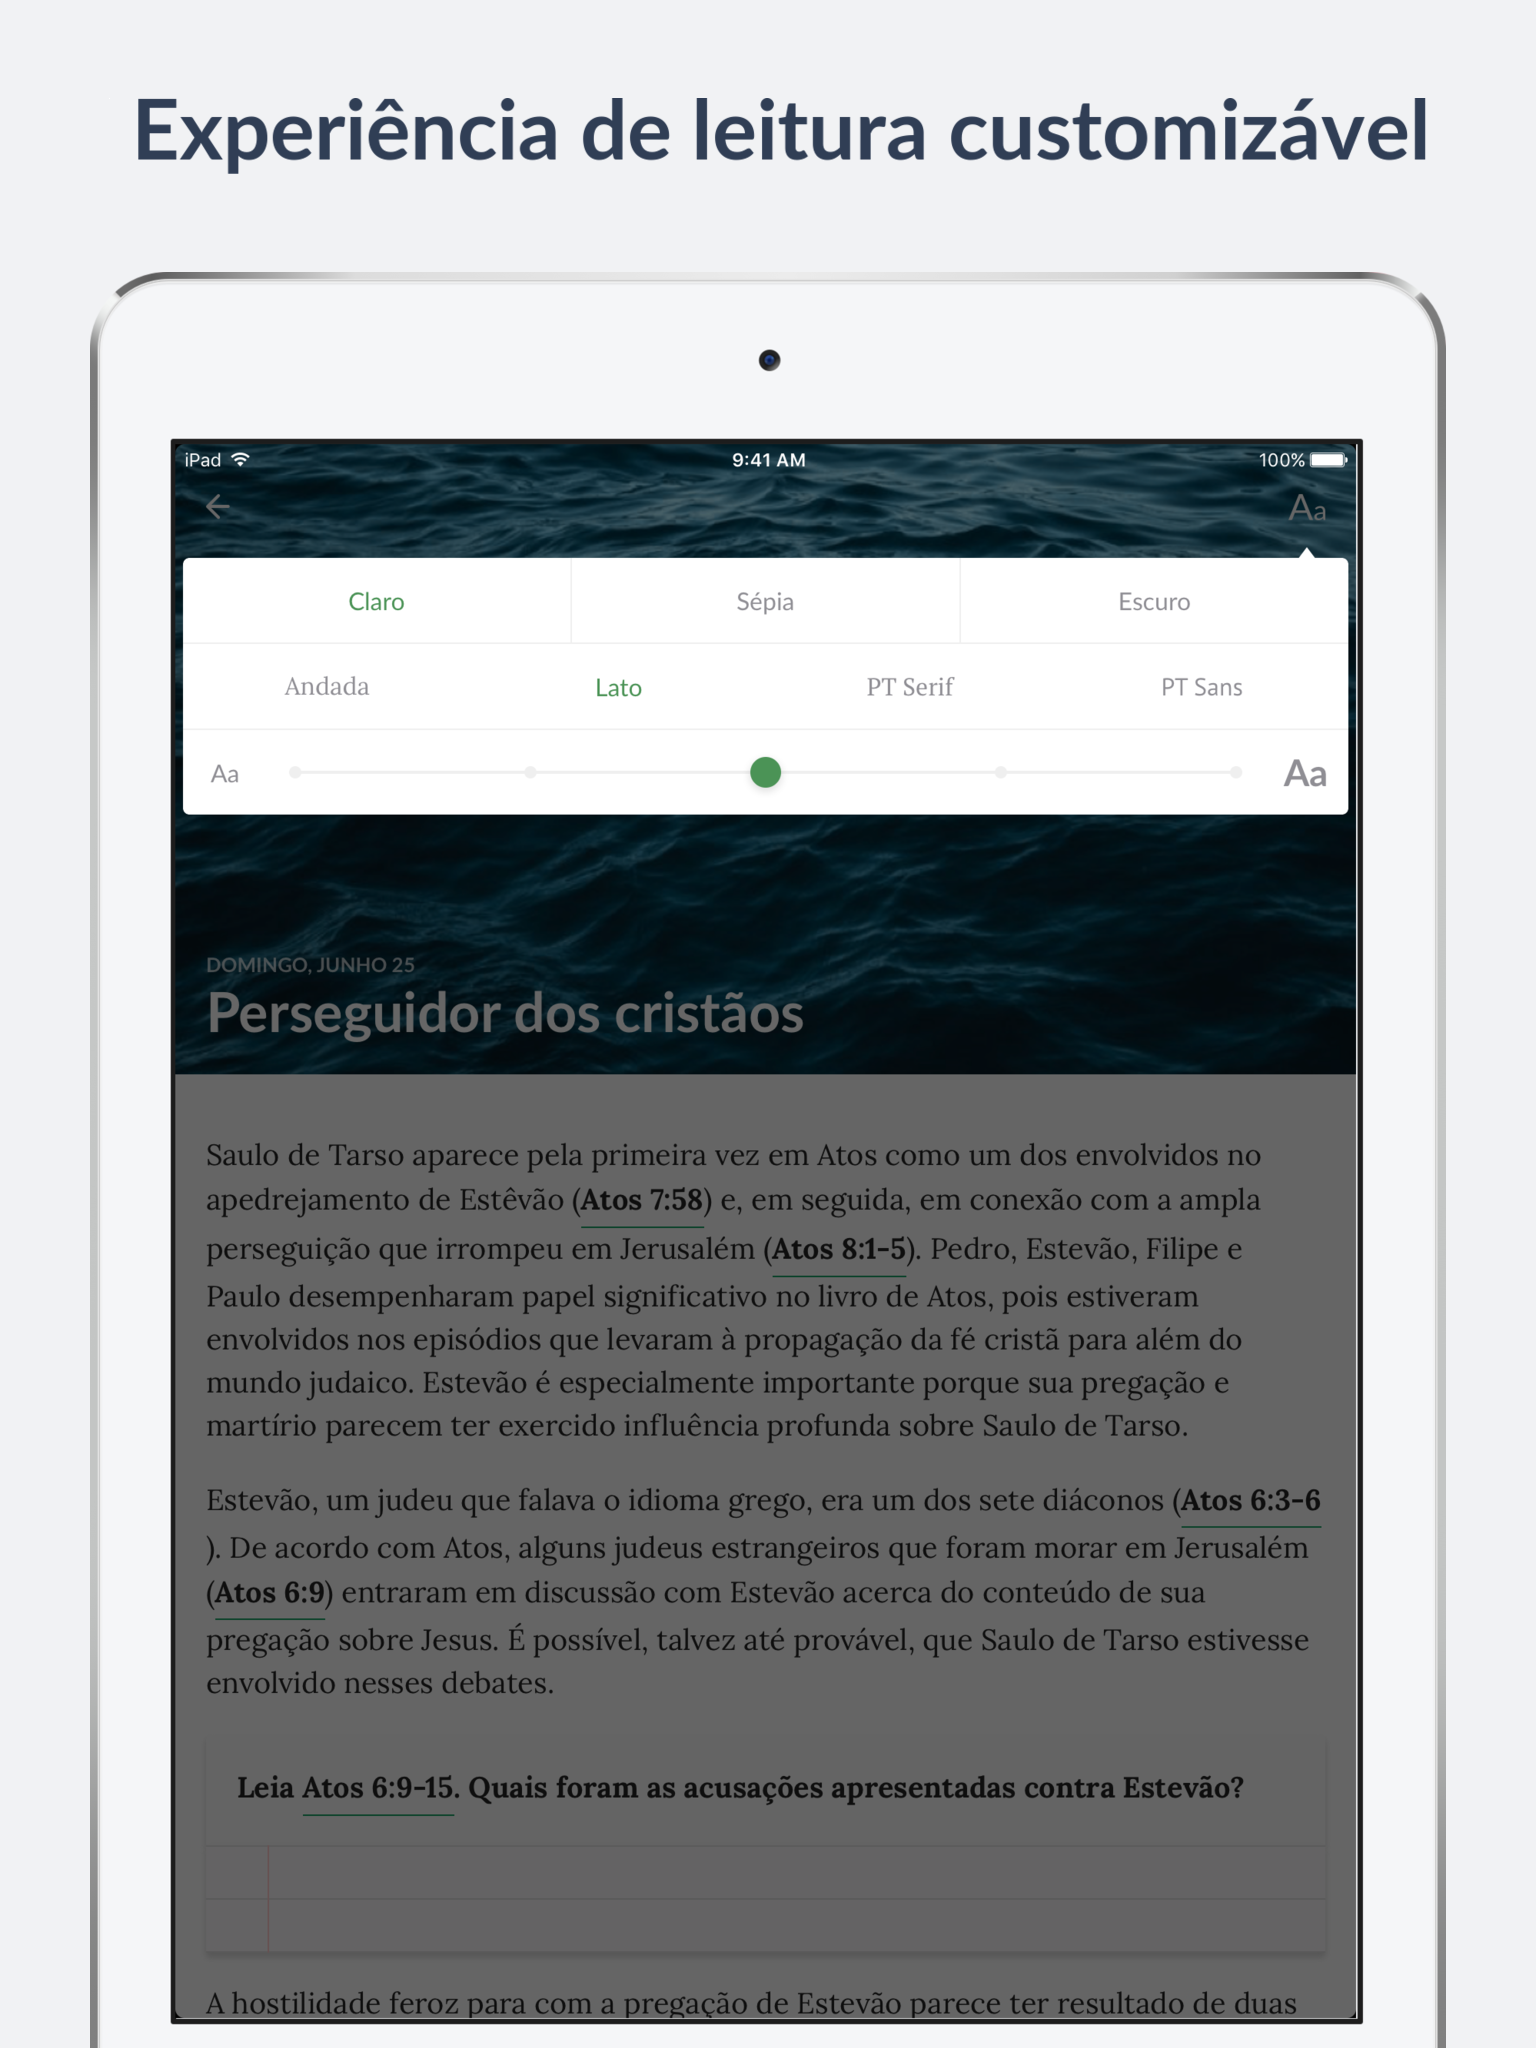 Experiência de leitura customizável
iPad
9:41 AM
100%
Aa
Claro
Sépia
Escuro
Andada
Lato
PT Serif
PT Sans
Aa
Aa
DOMINGO, JUNHO 25
Perseguidor dos cristãos
Saulo de Tarso aparece pela primeira vez em Atos como um dos envolvidos no
apedrejamento de Estêvão (Atos 7:58) e, em seguida, em conexão com a ampla
perseguição que irrompeu em Jerusalém (Atos 8:1-5). Pedro, Estevão, Filipe e
Paulo desempenharam papel significativo no livro de Atos, pois estiveram
envolvidos nos episódios que levaram à propagação da fé cristã para além do
mundo judaico. Estevão é especialmente importante porque sua pregação e
martírio parecem ter exercido influência profunda sobre Saulo de Tarso.
Estevão, um judeu que falava o idioma grego, era um dos sete diáconos (Atos 6:3-6
). De acordo com Atos, alguns judeus estrangeiros que foram morar em Jerusalém
(Atos 6:9) entraram em discussão com Estevão acerca do conteúdo de sua
pregação sobre Jesus. É possível, talvez até provável, que Saulo de Tarso estivesse
envolvido nesses debates.
Leia Atos 6:9-15. Quais foram as acusações apresentadas contra Estevão?
A hostilidade feroz para com a pregação de Estevão parece ter resultado de duas